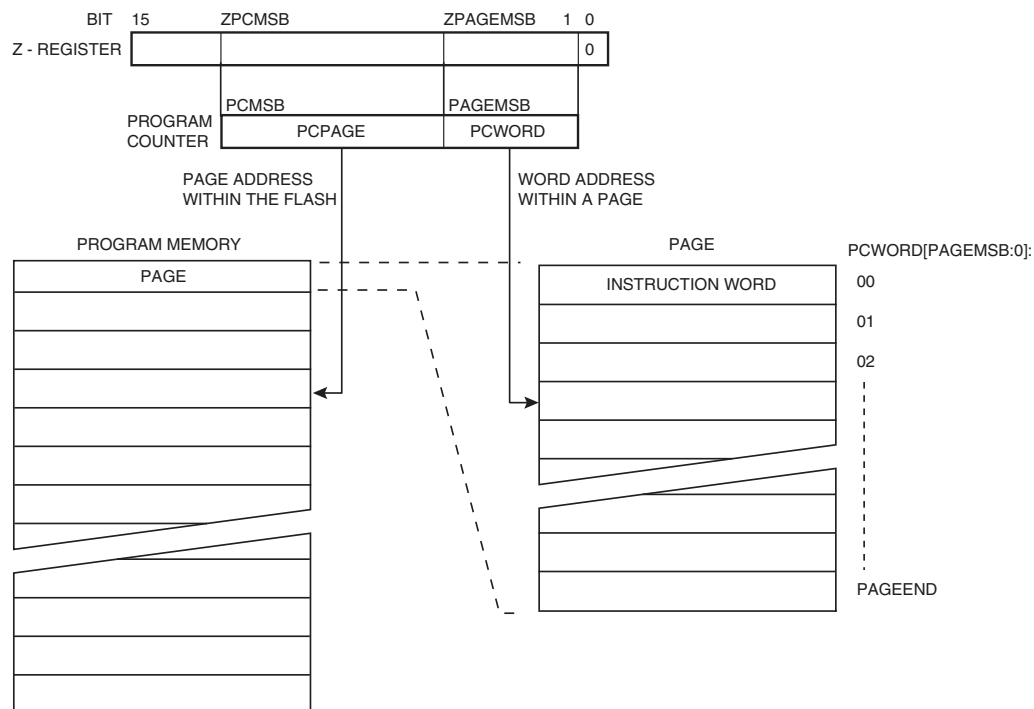 BIT 15 ZPCMSB ZPAGEMSB 1 0
Z - REGISTER 0
PCMSB PAGEMSB
PROGRAM
COUNTER
PCPAGE PCWORD
PAGE ADDRESS
WITHIN THE FLASH
WORD ADDRESS
WITHIN A PAGE
PROGRAM MEMORY
PAGE
PAGE
PCWORD[PAGEMSB:0]:
INSTRUCTION WORD 00
01
02
PAGEEND